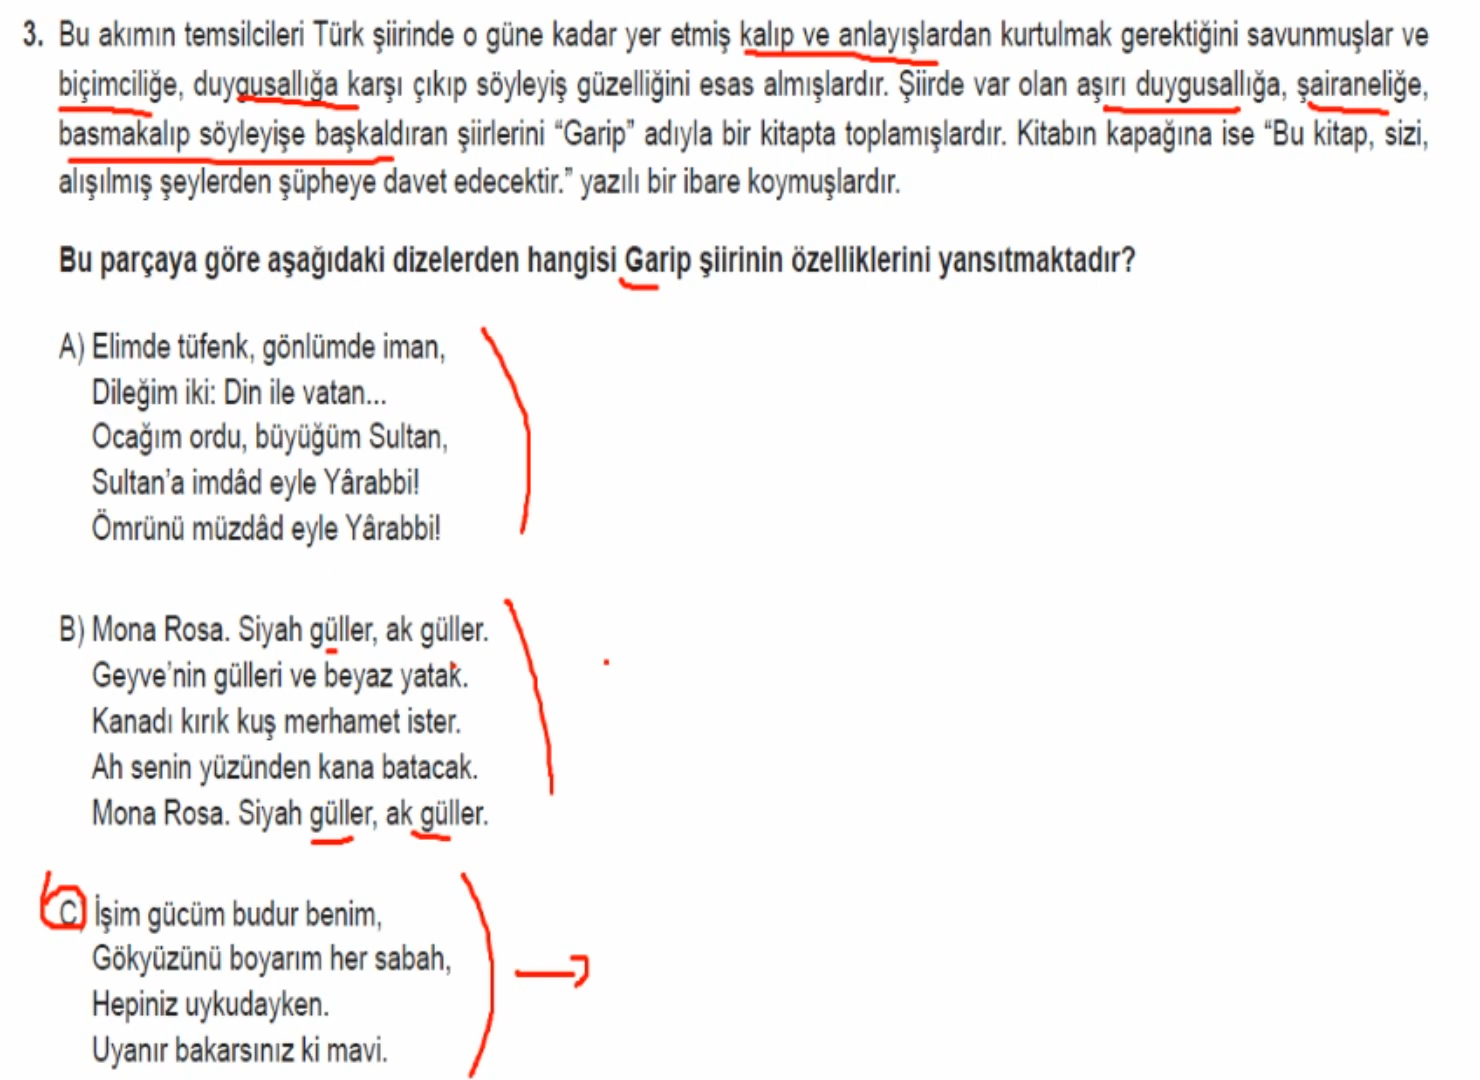 3. Bu akımın temsilcileri Türk şiirinde o güne kadar yer etmiş kalıp ve anlayışlardan kurtulmak gerektiğini savunmuşlar ve
biçimciliğe, duygusallığa karşı çıkıp söyleyiş güzelliğini esas almışlardır. Şiirde var olan aşırı duygusallığa, şairaneliğe,
basmakalıp söyleyişe başkaldıran şiirlerini “Garip” adıyla bir kitapta toplamışlardır. Kitabın kapağına ise “Bu kitap, sizi,
alışılmış şeylerden şüpheye davet edecektir.” yazılı bir ibare koymuşlardır.
Bu parçaya göre aşağıdaki dizelerden hangisi Garip şiirinin özelliklerini yansıtmaktadır?
A) Elimde tüfenk, gönlümde iman,
Dileğim iki: Din ile vatan...
Ocağım ordu, büyüğüm Sultan,
Sultan’a imdâd eyle Yârabbi!
Ömrünü müzdâd eyle Yârabbi!
B) Mona Rosa. Siyah güller, ak güller.
Geyve’nin gülleri ve beyaz yatak.
Kanadı kırık kuş merhamet ister.
Ah senin yüzünden kana batacak.
Mona Rosa. Siyah güller, ak güller.
C) İşim gücüm budur benim,
Gökyüzünü boyarım her sabah,
Hepiniz uykudayken.
Uyanır bakarsınız ki mavi.